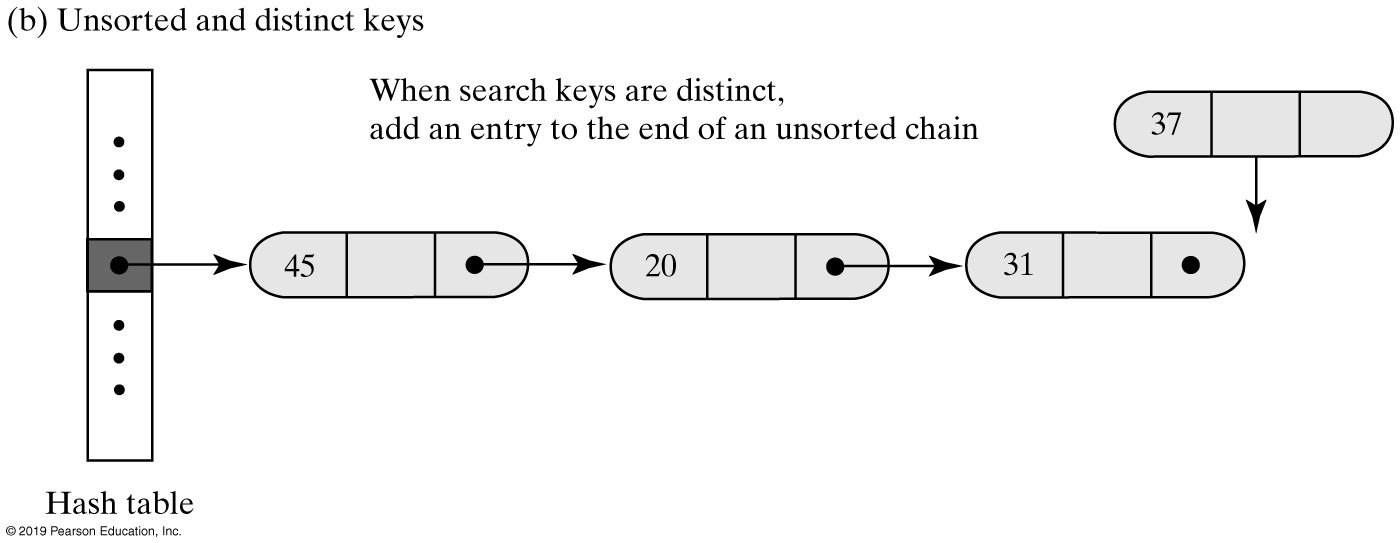 (b) Unsorted and distinct keys
When search keys are distinct,
add an entry to the end of an unsorted chain
37
45
20
31
Hash table
© 2019 Pearson Education, Inc.